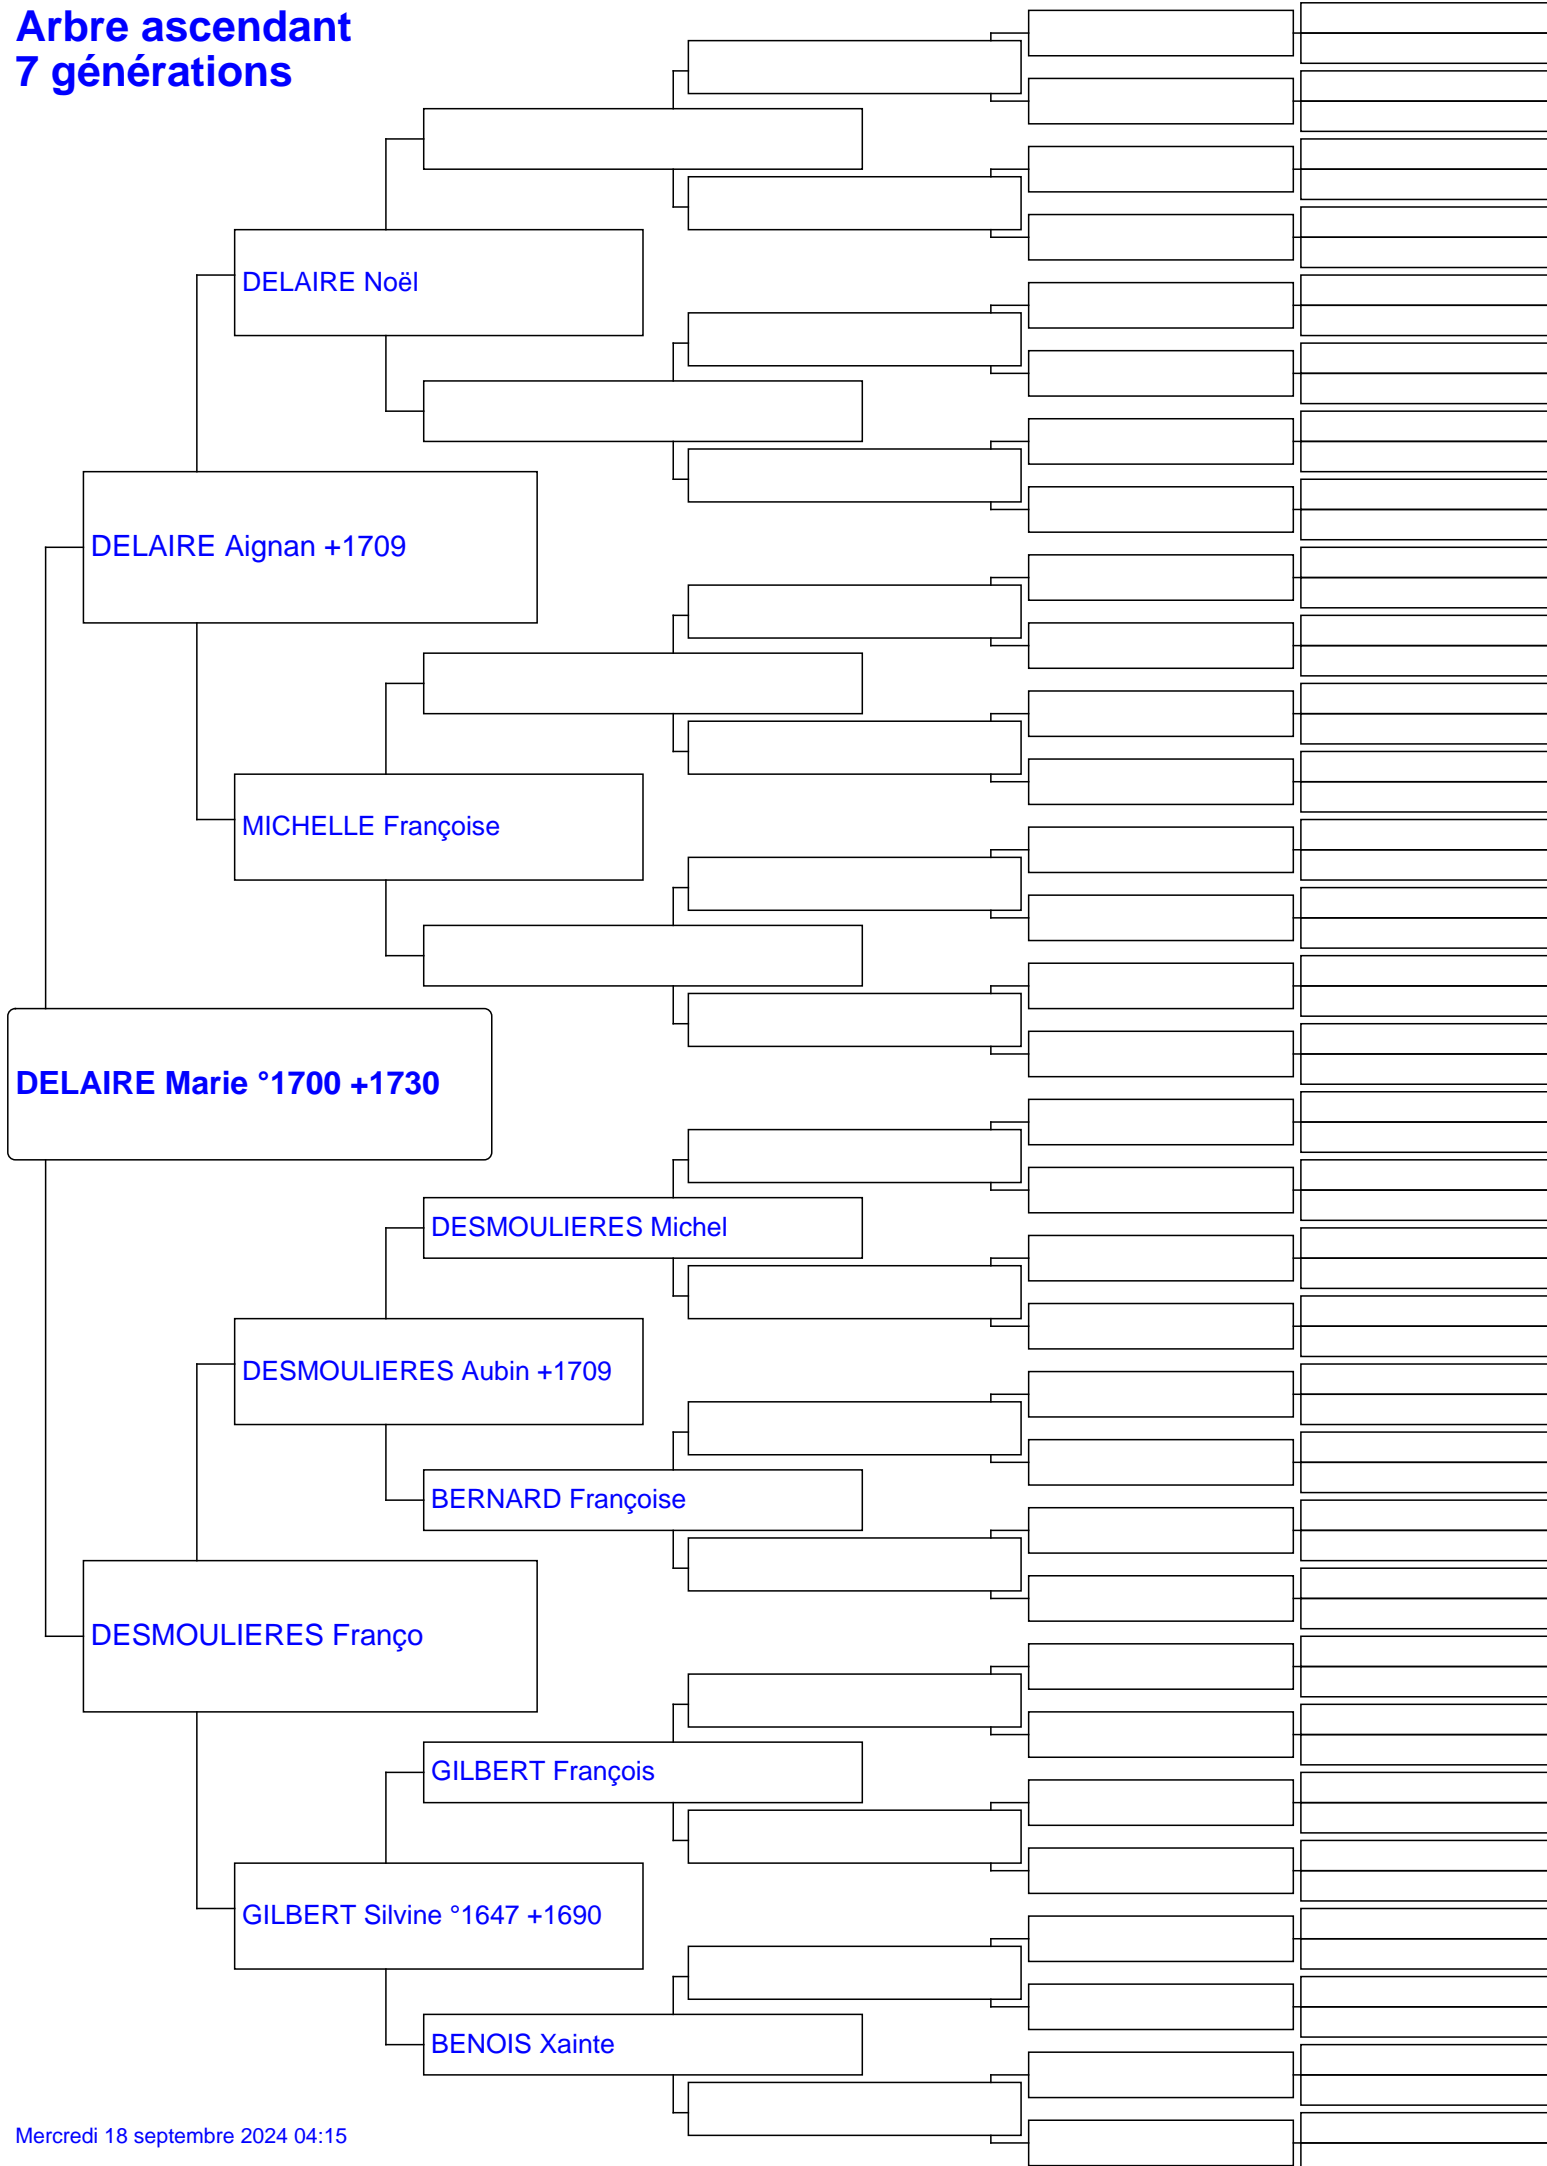 Arbre ascendant
7 générations
DELAIRE Noël
DELAIRE Aignan +1709
MICHELLE Françoise
DELAIRE Marie °1700 +1730
DESMOULIERES Michel
DESMOULIERES Aubin +1709
BERNARD Françoise
DESMOULIERES Franço
GILBERT François
GILBERT Silvine °1647 +1690
BENOIS Xainte
Mercredi 18 septembre 2024 04:15